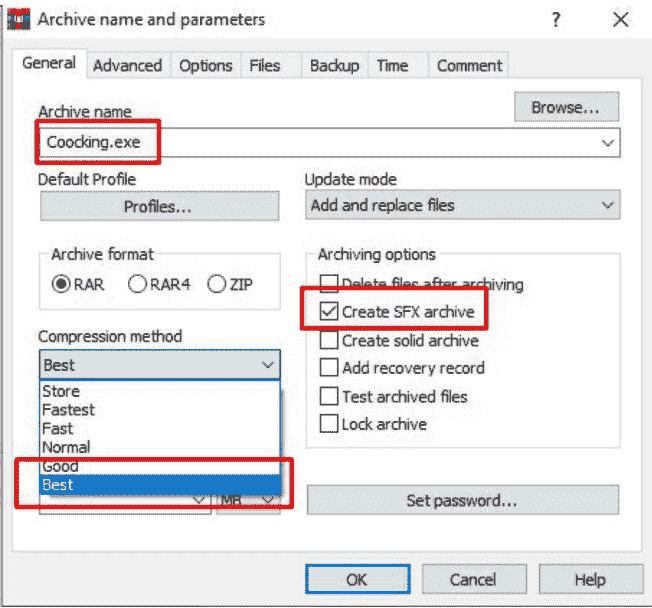 Archive name and parameters
?
General Advanced Options Files Backup Time Comment
Archive name
Browse...
Coocking.exe
Default Profile
Update mode
Profiles...
Add and replace files
Archive format
Archiving options
RAR RAR4 ZIP
Delete files after archiving
Create SFX archive
Compression method
Create solid archive
Best
Add recovery record
Store
Test archived files
Fastest
Fast
Lock archive
Normal
Good
Best
MB
Set password...
OK Cancel Help